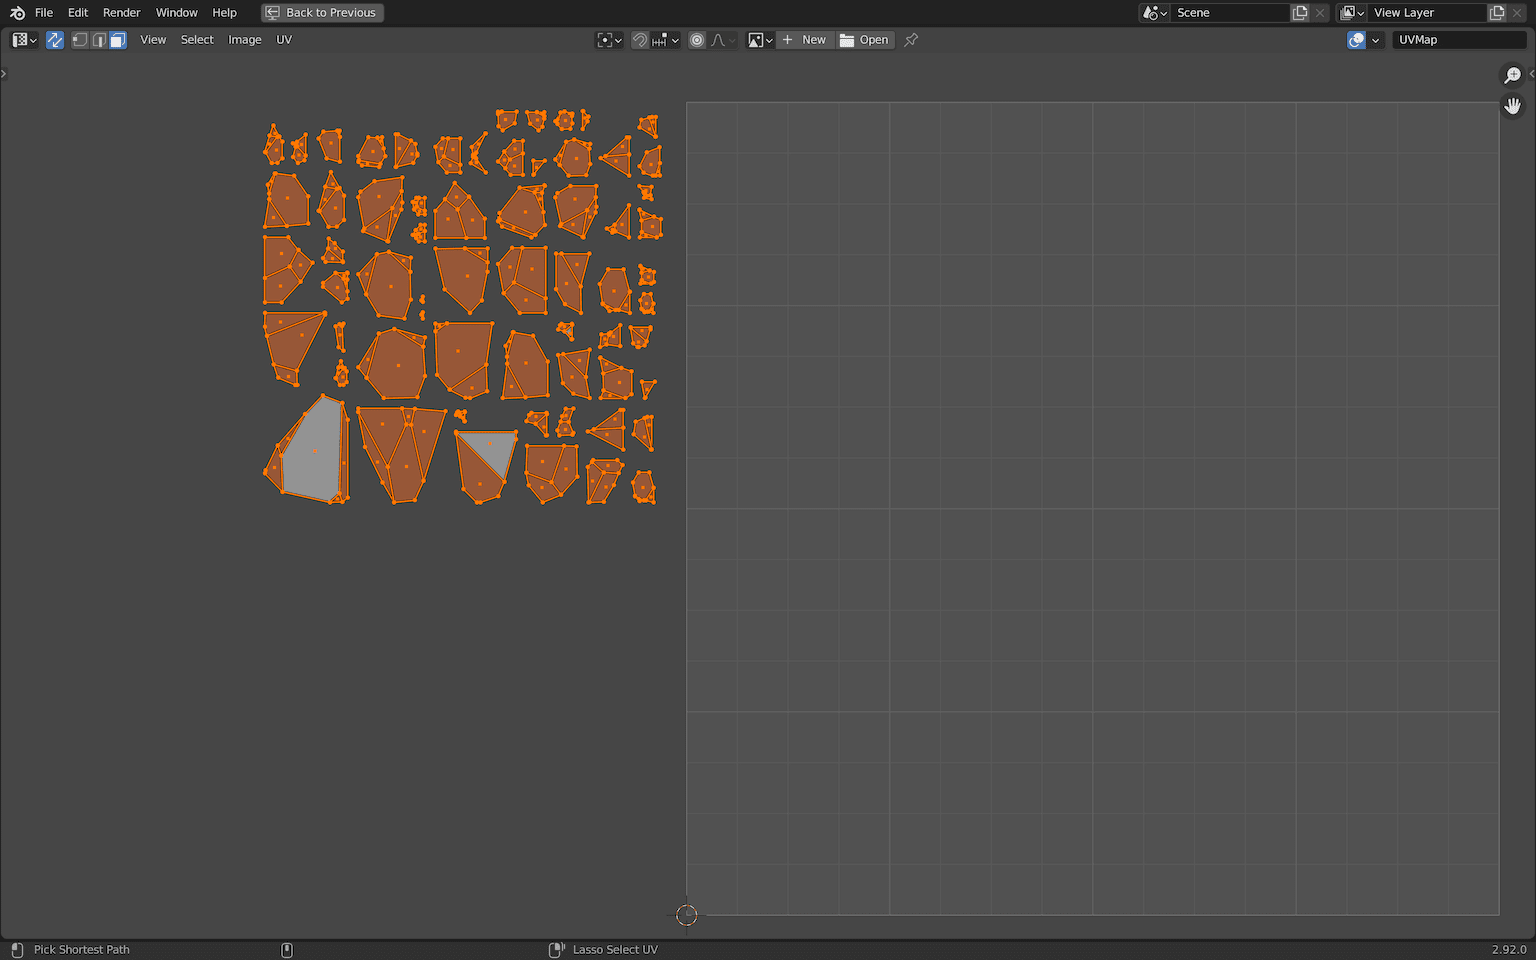 File Edit Render Window Help Back to Previous Scene View Layer
View Select Image UV New Open UVMap
Pick Shortest Path Lasso Select UV 2.92.0